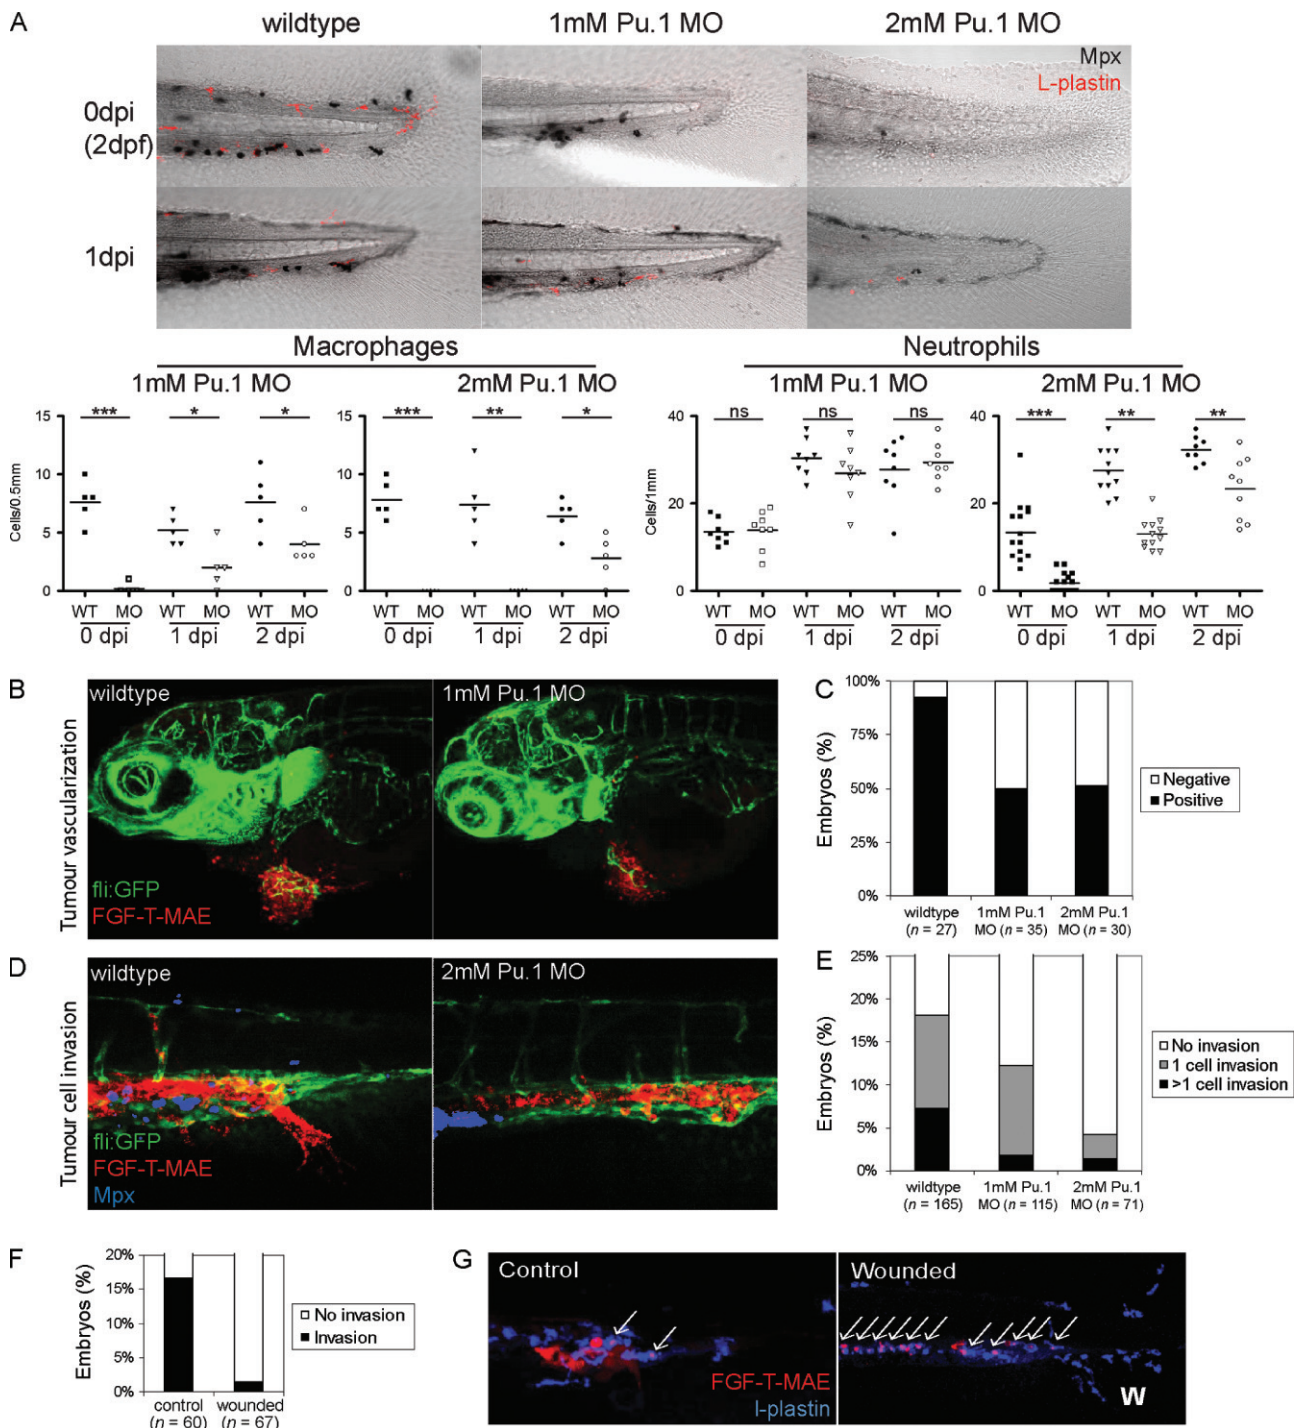 A
wildtype
1mM Pu.1 MO
2mM Pu.1 MO
Mpx
L-plastin
0dpi
(2dpf)
1dpi
Macrophages
Neutrophils
1mM Pu.1 MO
2mM Pu.1 MO
1mM Pu.1 MO
2mM Pu.1 MO
15
10
5
0
Cells/0.5mm
***
*
*
WT MO WT MO WT MO
0 dpi 1 dpi 2 dpi
15
10
5
0
***
**
*
WT MO WT MO WT MO
0 dpi 1 dpi 2 dpi
40
20
0
Cells/1mm
ns
ns
ns
WT MO WT MO WT MO
0 dpi 1 dpi 2 dpi
40
20
0
***
**
**
WT MO WT MO WT MO
0 dpi 1 dpi 2 dpi
B
Tumour vascularization
wildtype
1mM Pu.1 MO
fli:GFP
FGF-T-MAE
C
Embryos (%)
100%
75%
50%
25%
0%
Negative
Positive
wildtype
(n = 27)
1mM Pu.1
MO (n = 35)
2mM Pu.1
MO (n = 30)
D
Tumour cell invasion
wildtype
2mM Pu.1 MO
fli:GFP
FGF-T-MAE
Mpx
E
Embryos (%)
25%
20%
15%
10%
5%
0%
No invasion
1 cell invasion
>1 cell invasion
wildtype
(n = 165)
1mM Pu.1
MO (n = 115)
2mM Pu.1
MO (n = 71)
F
Embryos (%)
20%
15%
10%
5%
0%
No invasion
Invasion
control
(n = 60)
wounded
(n = 67)
G
Control
Wounded
FGF-T-MAE
l-plastin
W